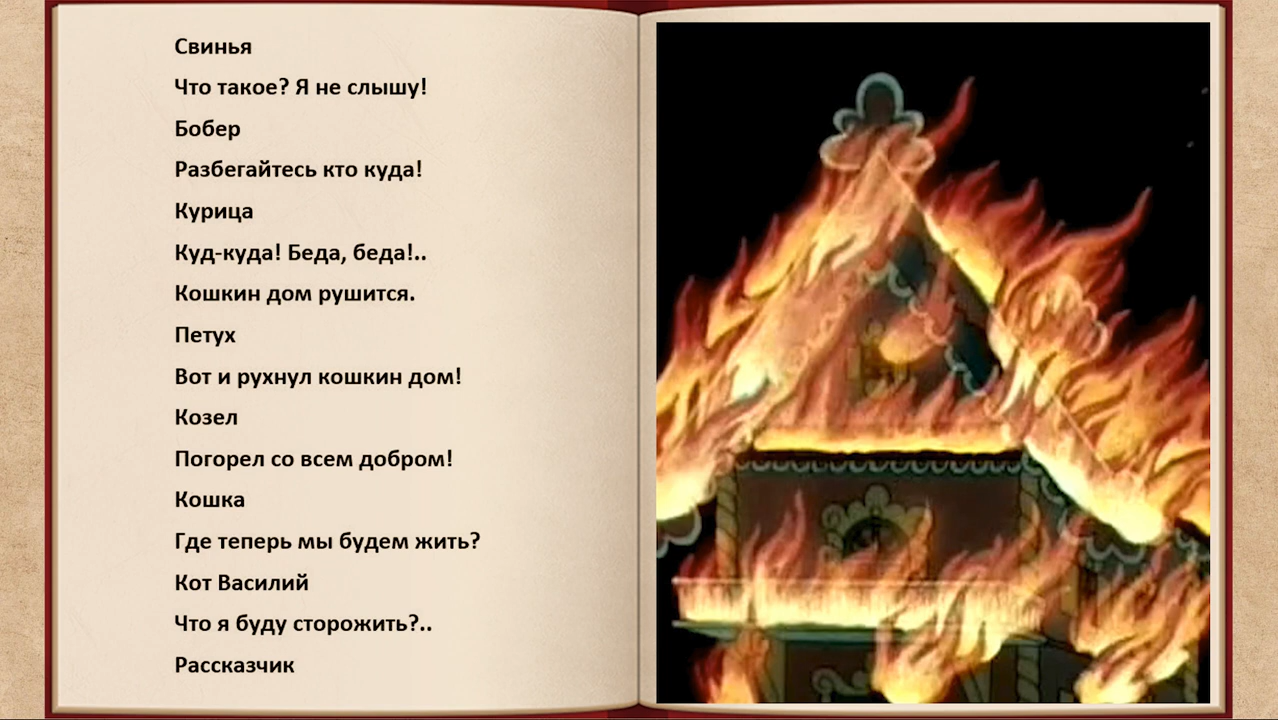 Свинья
Что такое? Я не слышу!
Бобер
Разбегайтесь кто куда!
Курица
Куд-куда! Беда, беда!..
Кошкин дом рушится.
Петух
Вот и рухнул кошкин дом!
Козел
Погорел со всем добром!
Кошка
Где теперь мы будем жить?
Кот Василий
Что я буду сторожить?..
Рассказчик